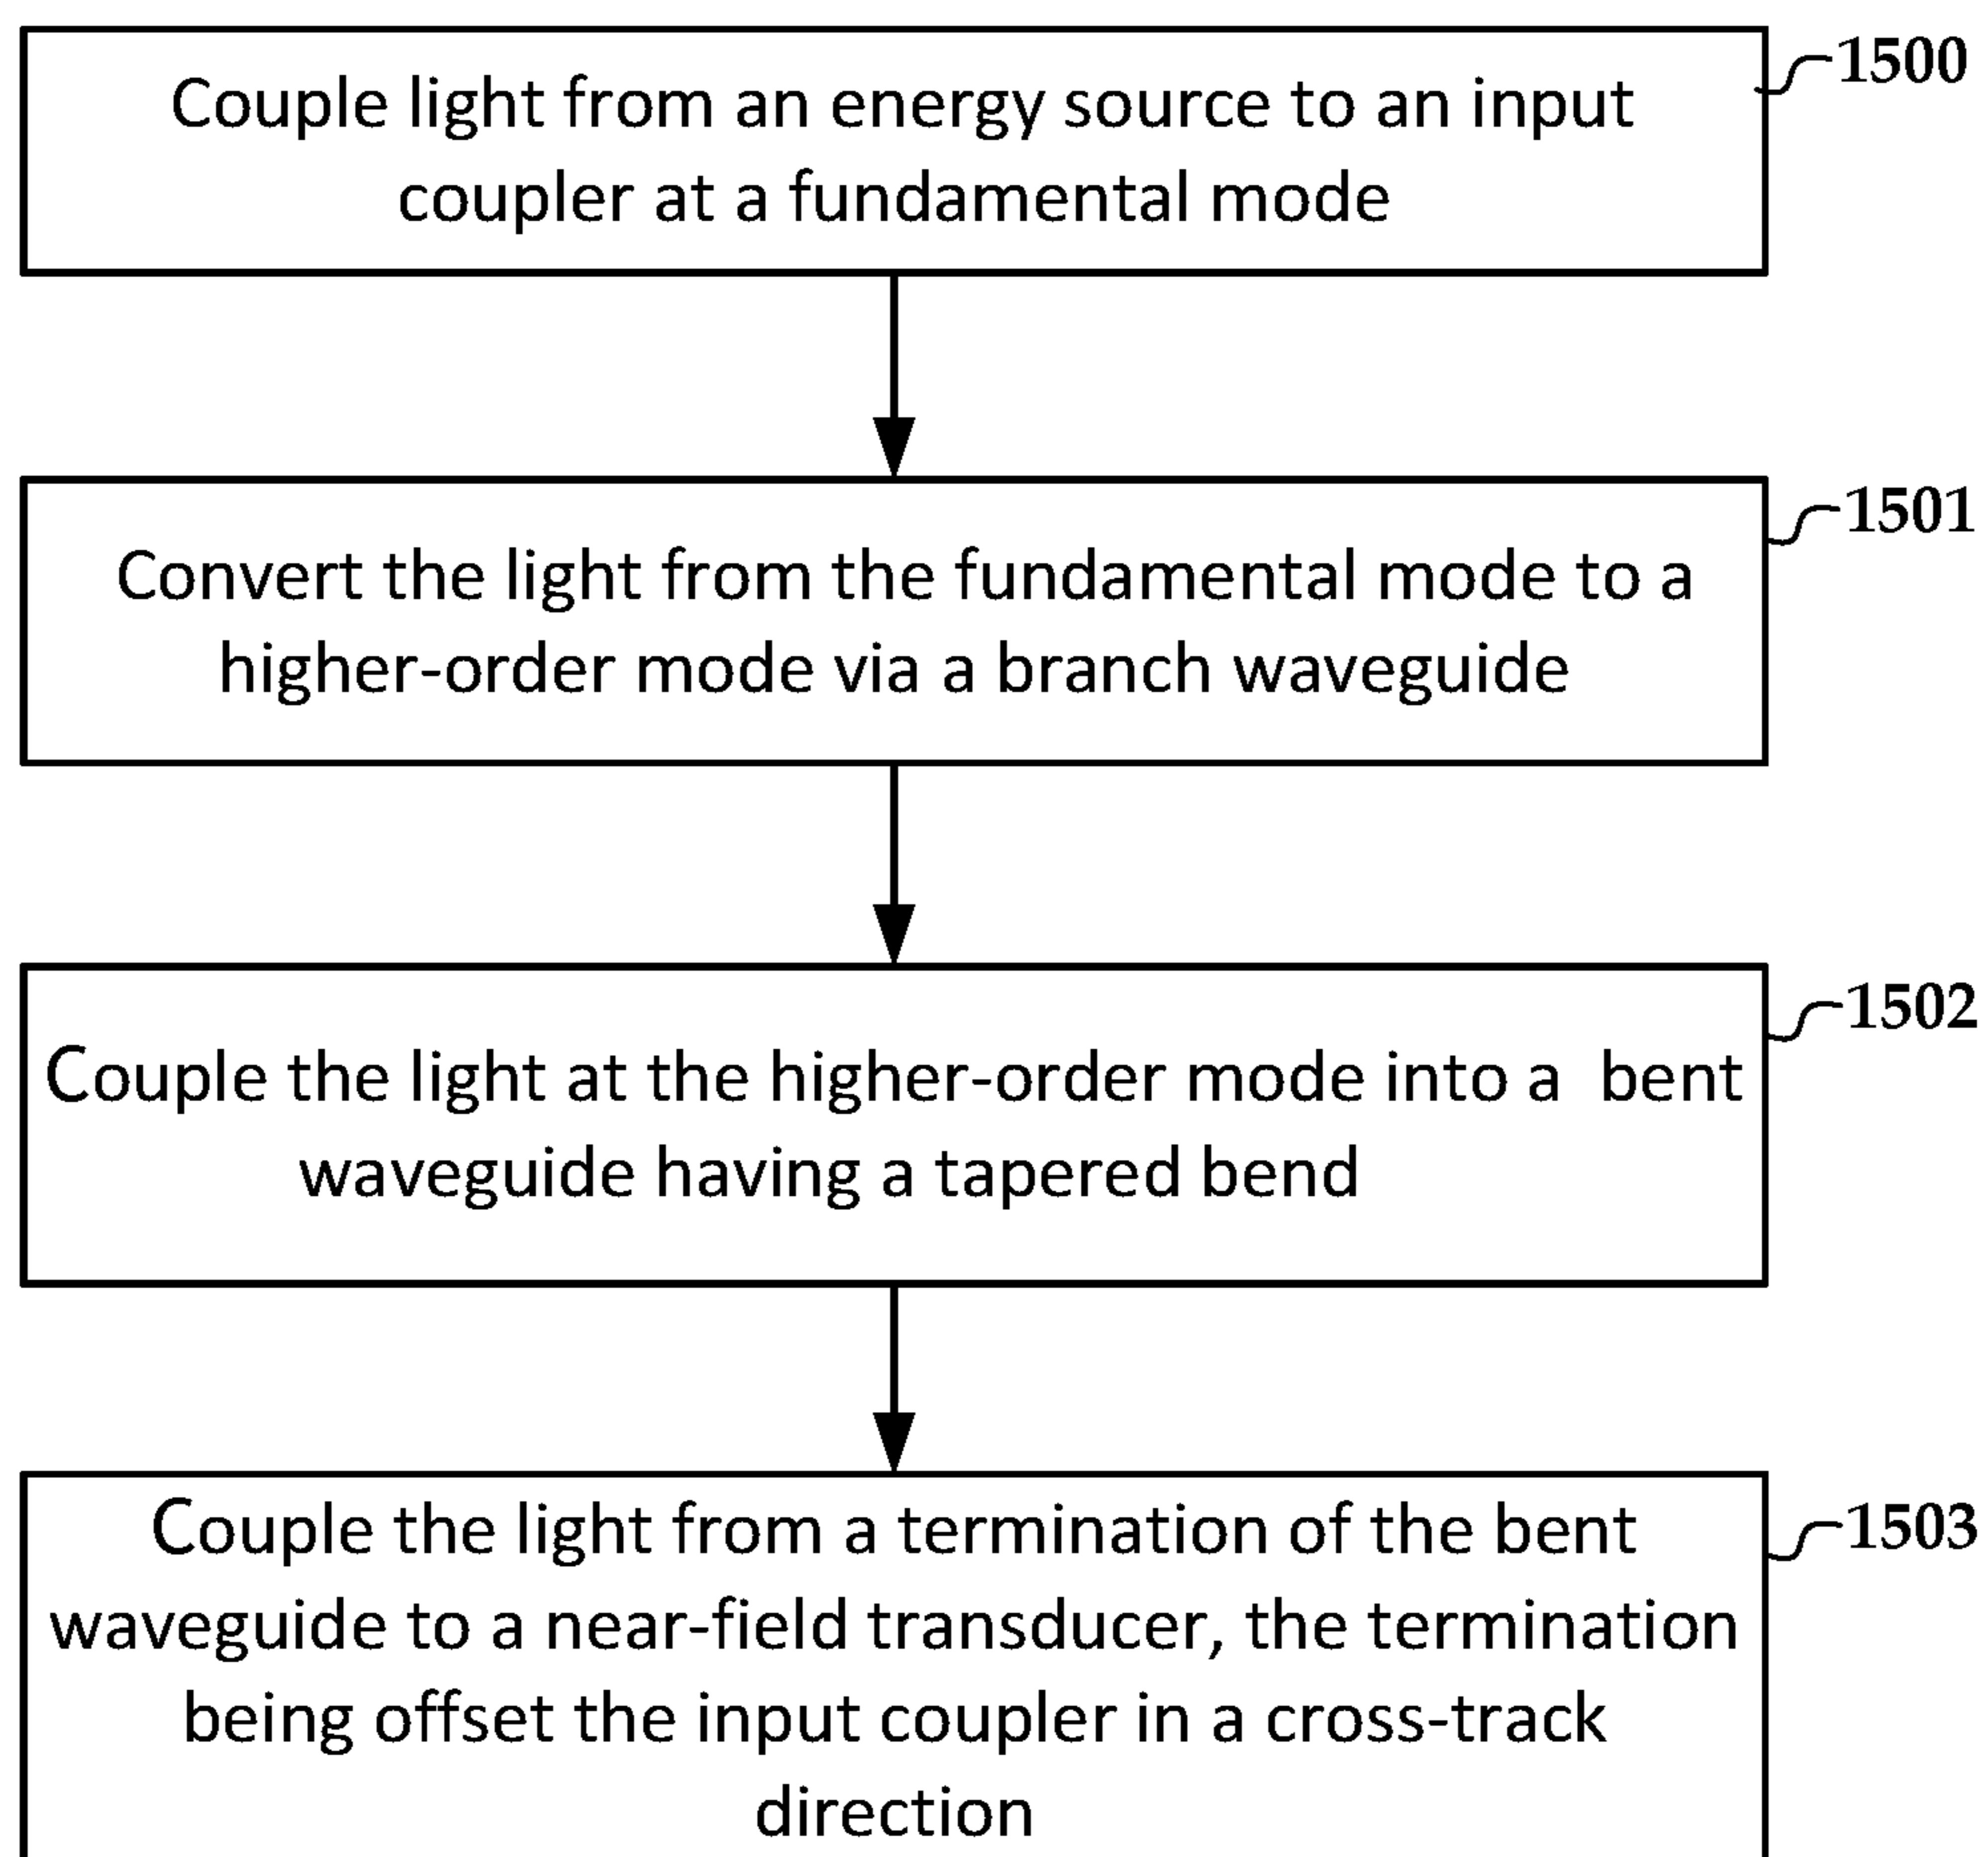 Couple light from an energy source to an input
coupler at a fundamental mode
1500
Convert the light from the fundamental mode to a
higher-order mode via a branch waveguide
1501
Couple the light at the higher-order mode into a  bent
waveguide having a tapered bend
1502
Couple the light from a termination of the bent
waveguide to a near-field transducer, the termination
being offset the input coupler in a cross-track
direction
1503